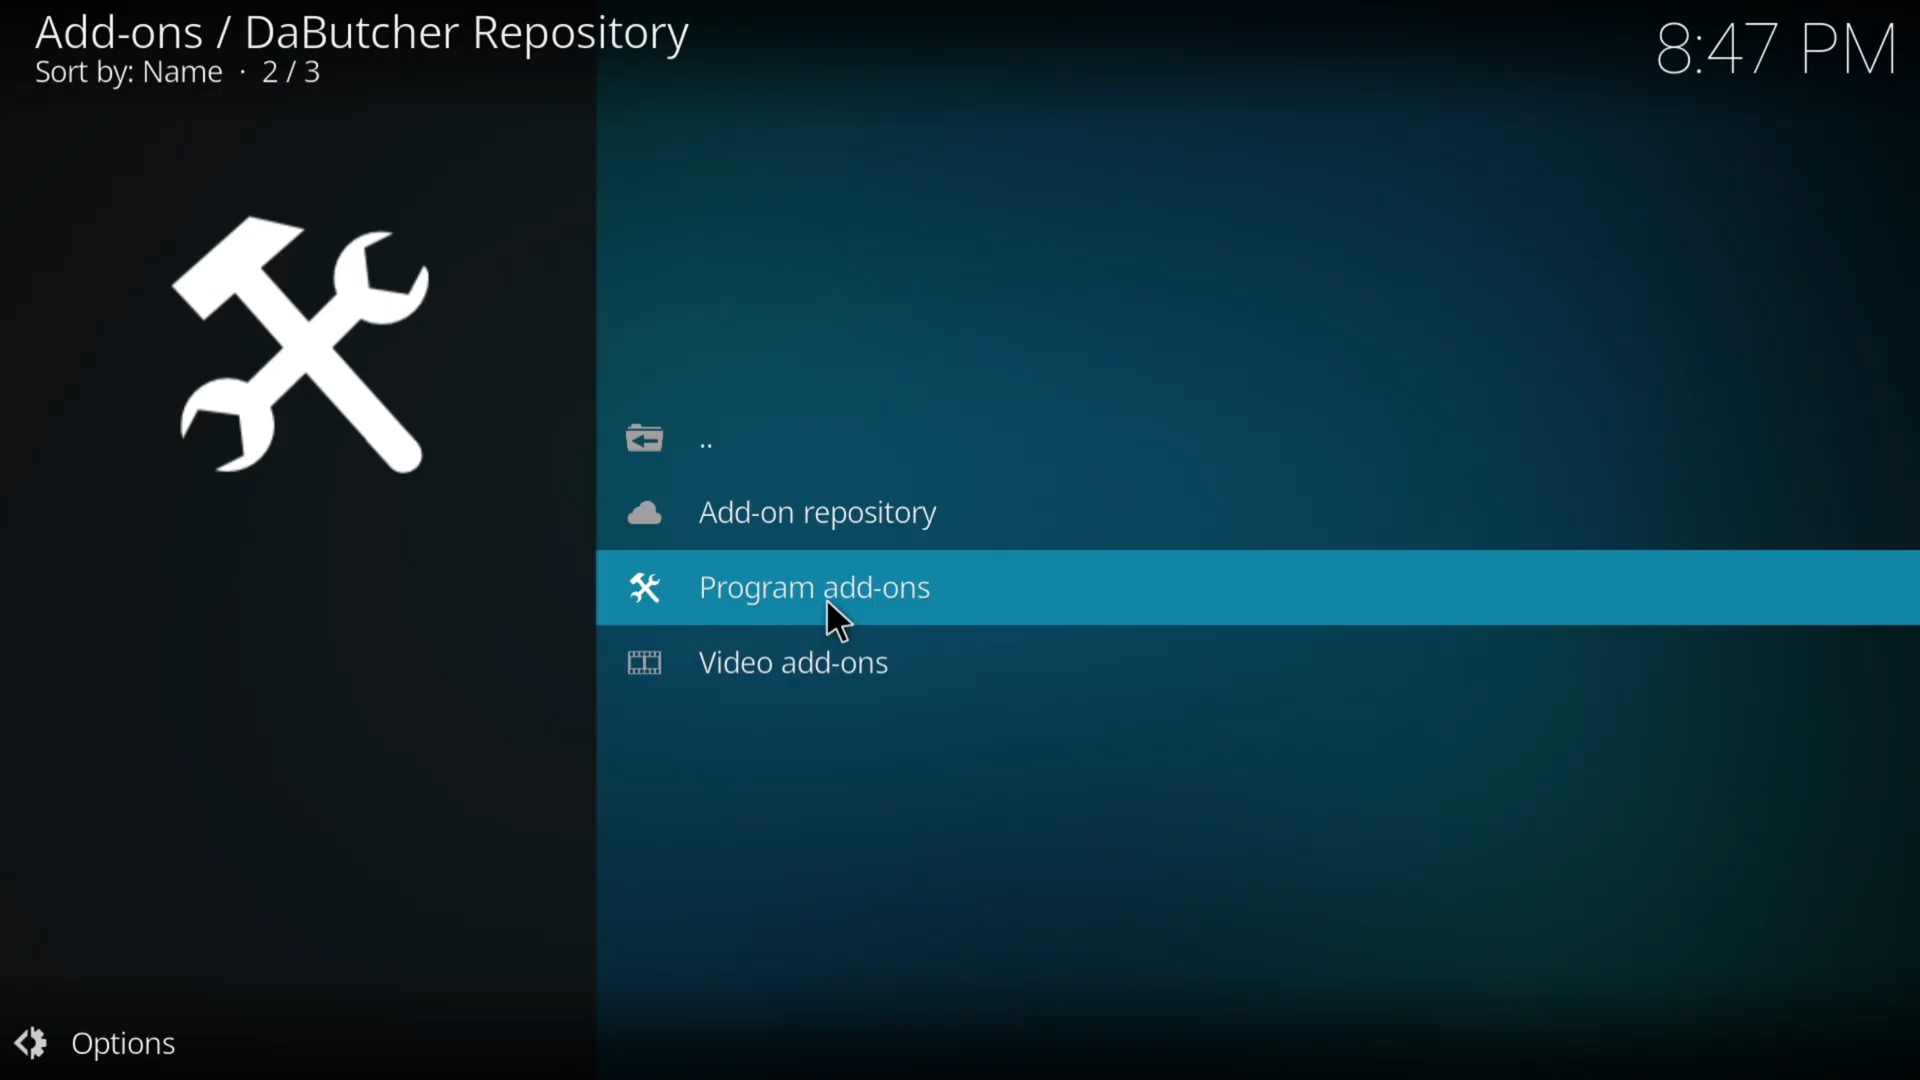 Add-ons / DaButcher Repository
8:47 PM
Sort by: Name · 2 / 3
..
Add-on repository
Program add-ons
Video add-ons
Options